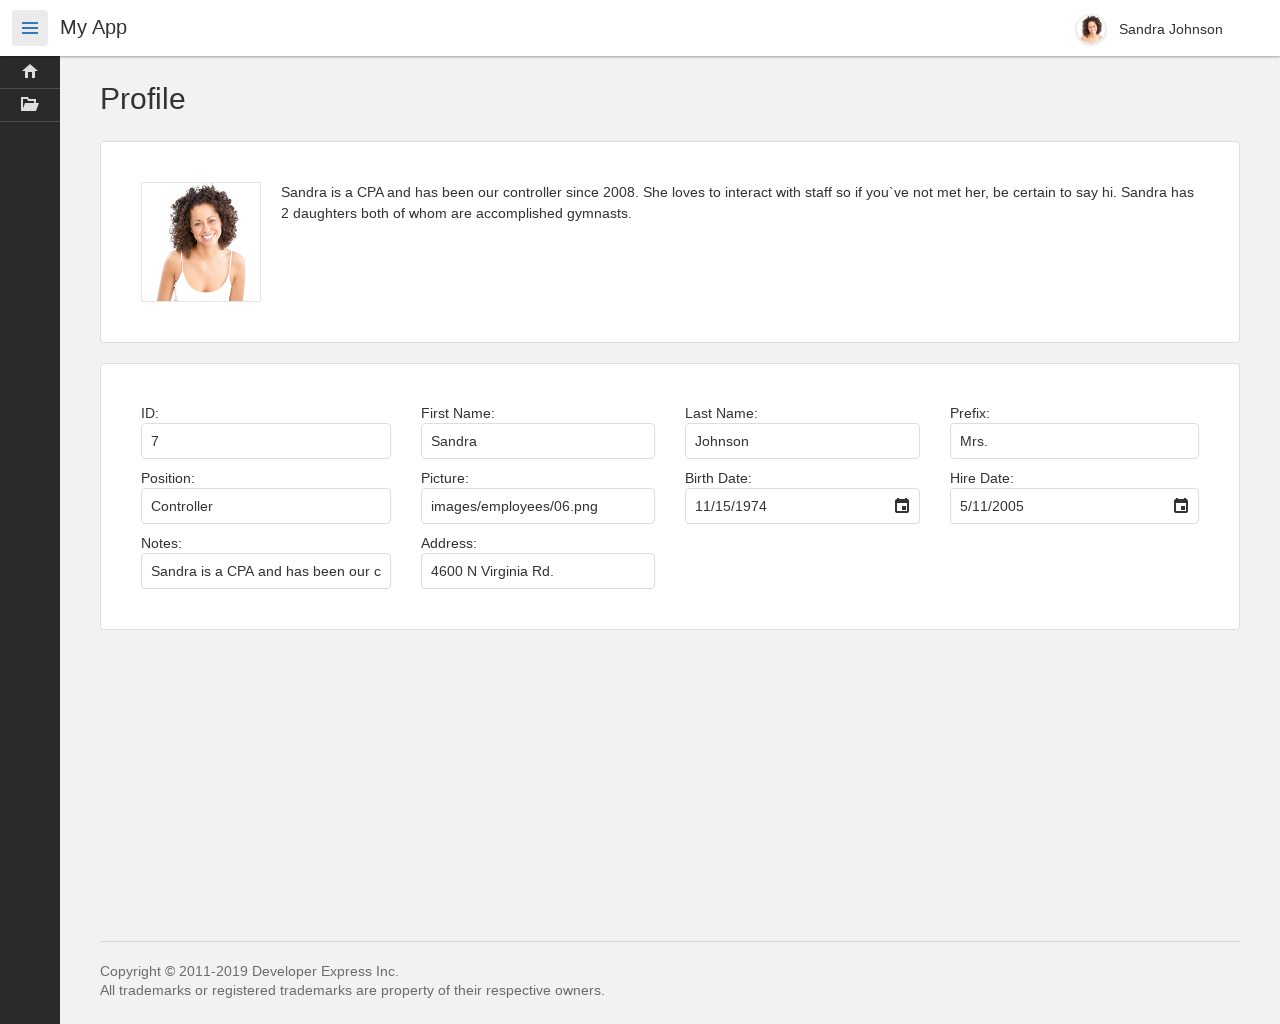 My App
Sandra Johnson
Profile
Sandra is a CPA and has been our controller since 2008. She loves to interact with staff so if you`ve not met her, be certain to say hi. Sandra has
2 daughters both of whom are accomplished gymnasts.
ID:
7
First Name:
Sandra
Last Name:
Johnson
Prefix:
Mrs.
Position:
Controller
Picture:
images/employees/06.png
Birth Date:
11/15/1974
Hire Date:
5/11/2005
Notes:
Sandra is a CPA and has been our c
Address:
4600 N Virginia Rd.
Copyright © 2011-2019 Developer Express Inc.
All trademarks or registered trademarks are property of their respective owners.